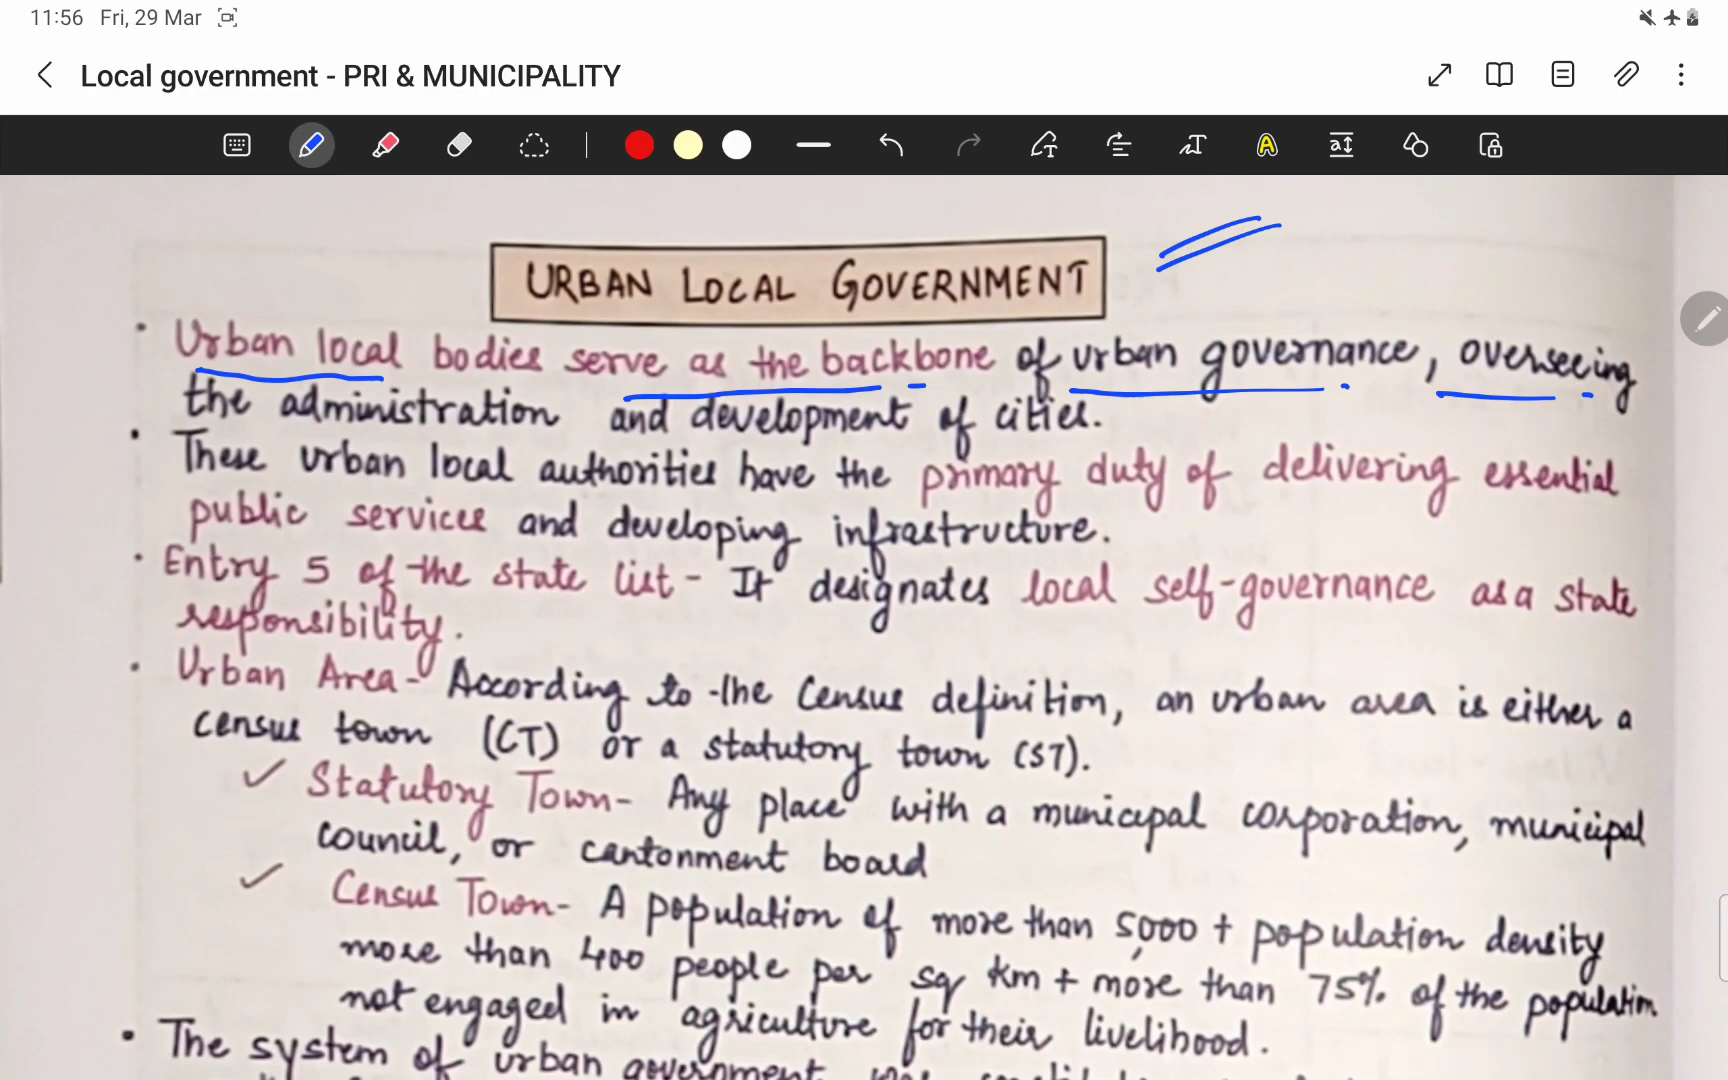 11:56 Fri, 29 Mar
Local government - PRI & MUNICIPALITY
URBAN LOCAL GOVERNMENT
• Urban local bodies serve as the backbone of urban governance, overseeing
the administration and development of cities.
• These urban local authorities have the primary duty of delivering essential
public services and developing infrastructure.
• Entry 5 of the state list - It designates local self-governance as a state
responsibility.
• Urban Area - According to the Census definition, an urban area is either a
census town (CT) or a statutory town (ST).
✓ Statutory Town - Any place with a municipal corporation, municipal
council, or cantonment board
✓ Census Town - A population of more than 5,000 + population density
more than 400 people per sq km + more than 75% of the population
not engaged in agriculture for their livelihood.
• The system of urban government